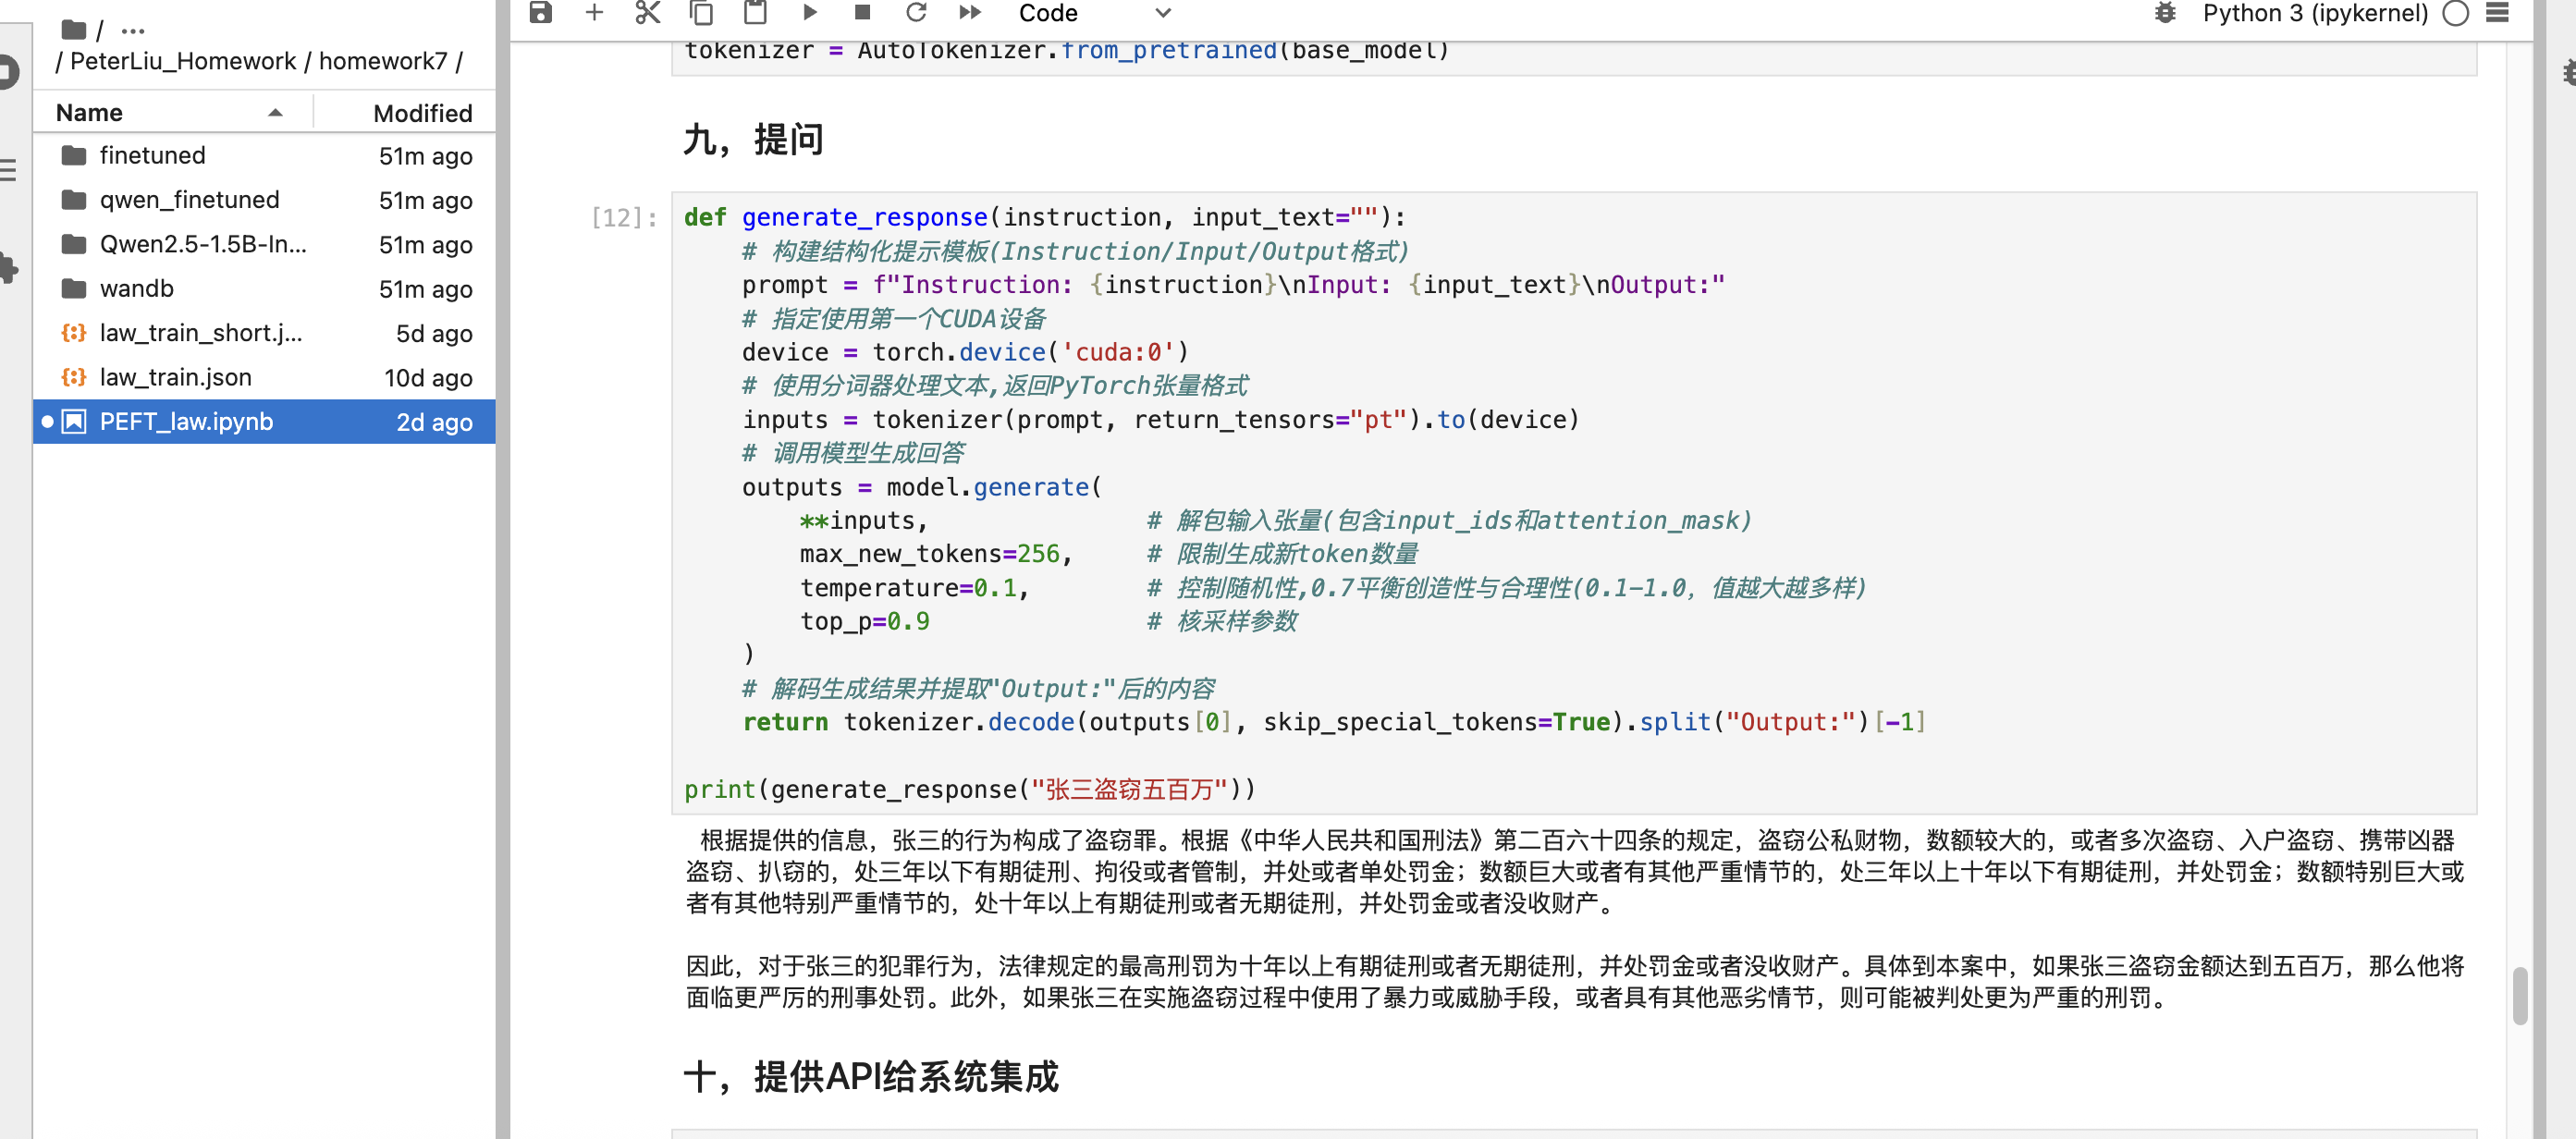 / …
/ PeterLiu_Homework / homework7 /
Name Modified
finetuned 51m ago
qwen_finetuned 51m ago
Qwen2.5-1.5B-In... 51m ago
wandb 51m ago
law_train_short.j... 5d ago
law_train.json 10d ago
PEFT_law.ipynb 2d ago
Code
Python 3 (ipykernel)
tokenizer = AutoTokenizer.from_pretrained(base_model)
九，提问
[12]:
def generate_response(instruction, input_text=""):
    # 构建结构化提示模板(Instruction/Input/Output格式)
    prompt = f"Instruction: {instruction}\nInput: {input_text}\nOutput:"
    # 指定使用第一个CUDA设备
    device = torch.device('cuda:0')
    # 使用分词器处理文本,返回PyTorch张量格式
    inputs = tokenizer(prompt, return_tensors="pt").to(device)
    # 调用模型生成回答
    outputs = model.generate(
        **inputs,               # 解包输入张量(包含input_ids和attention_mask)
        max_new_tokens=256,     # 限制生成新token数量
        temperature=0.1,        # 控制随机性,0.7平衡创造性与合理性(0.1-1.0，值越大越多样)
        top_p=0.9               # 核采样参数
    )
    # 解码生成结果并提取"Output:"后的内容
    return tokenizer.decode(outputs[0], skip_special_tokens=True).split("Output:")[-1]
print(generate_response("张三盗窃五百万"))
根据提供的信息，张三的行为构成了盗窃罪。根据《中华人民共和国刑法》第二百六十四条的规定，盗窃公私财物，数额较大的，或者多次盗窃、入户盗窃、携带凶器
盗窃、扒窃的，处三年以下有期徒刑、拘役或者管制，并处或者单处罚金；数额巨大或者有其他严重情节的，处三年以上十年以下有期徒刑，并处罚金；数额特别巨大或
者有其他特别严重情节的，处十年以上有期徒刑或者无期徒刑，并处罚金或者没收财产。
因此，对于张三的犯罪行为，法律规定的最高刑罚为十年以上有期徒刑或者无期徒刑，并处罚金或者没收财产。具体到本案中，如果张三盗窃金额达到五百万，那么他将
面临更严厉的刑事处罚。此外，如果张三在实施盗窃过程中使用了暴力或威胁手段，或者具有其他恶劣情节，则可能被判处更为严重的刑罚。
十，提供API给系统集成